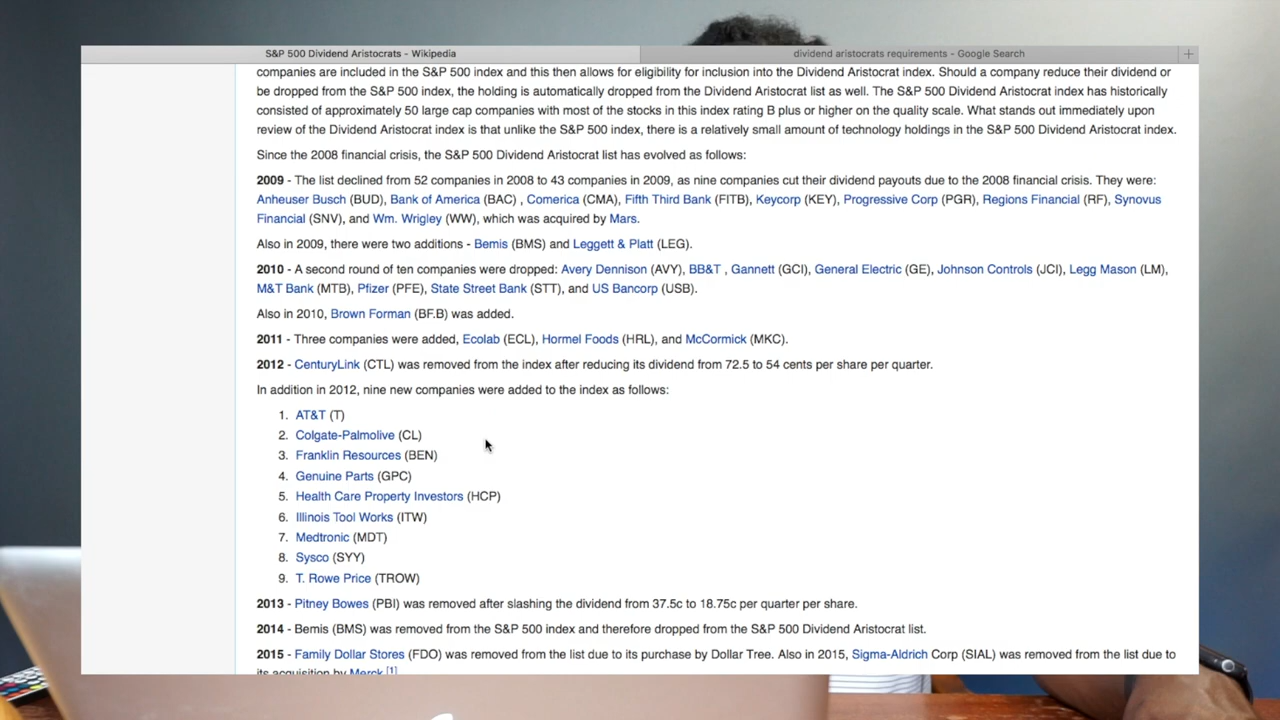 S&P 500 Dividend Aristocrats - Wikipedia
dividend aristocrats requirements - Google Search
companies are included in the S&P 500 index and this then allows for eligibility for inclusion into the Dividend Aristocrat index. Should a company reduce their dividend or
be dropped from the S&P 500 index, the holding is automatically dropped from the Dividend Aristocrat list as well. The S&P 500 Dividend Aristocrat index has historically
consisted of approximately 50 large cap companies with most of the stocks in this index rating B plus or higher on the quality scale. What stands out immediately upon
review of the Dividend Aristocrat index is that unlike the S&P 500 index, there is a relatively small amount of technology holdings in the S&P 500 Dividend Aristocrat index.
Since the 2008 financial crisis, the S&P 500 Dividend Aristocrat list has evolved as follows:
2009 - The list declined from 52 companies in 2008 to 43 companies in 2009, as nine companies cut their dividend payouts due to the 2008 financial crisis. They were:
Anheuser Busch (BUD), Bank of America (BAC) , Comerica (CMA), Fifth Third Bank (FITB), Keycorp (KEY), Progressive Corp (PGR), Regions Financial (RF), Synovus
Financial (SNV), and Wm. Wrigley (WW), which was acquired by Mars.
Also in 2009, there were two additions - Bemis (BMS) and Leggett & Platt (LEG).
2010 - A second round of ten companies were dropped: Avery Dennison (AVY), BB&T , Gannett (GCI), General Electric (GE), Johnson Controls (JCI), Legg Mason (LM),
M&T Bank (MTB), Pfizer (PFE), State Street Bank (STT), and US Bancorp (USB).
Also in 2010, Brown Forman (BF.B) was added.
2011 - Three companies were added, Ecolab (ECL), Hormel Foods (HRL), and McCormick (MKC).
2012 - CenturyLink (CTL) was removed from the index after reducing its dividend from 72.5 to 54 cents per share per quarter.
In addition in 2012, nine new companies were added to the index as follows:
1. AT&T (T)
2. Colgate-Palmolive (CL)
3. Franklin Resources (BEN)
4. Genuine Parts (GPC)
5. Health Care Property Investors (HCP)
6. Illinois Tool Works (ITW)
7. Medtronic (MDT)
8. Sysco (SYY)
9. T. Rowe Price (TROW)
2013 - Pitney Bowes (PBI) was removed after slashing the dividend from 37.5c to 18.75c per quarter per share.
2014 - Bemis (BMS) was removed from the S&P 500 index and therefore dropped from the S&P 500 Dividend Aristocrat list.
2015 - Family Dollar Stores (FDO) was removed from the list due to its purchase by Dollar Tree. Also in 2015, Sigma-Aldrich Corp (SIAL) was removed from the list due to
its acquisition by Merck.[1]